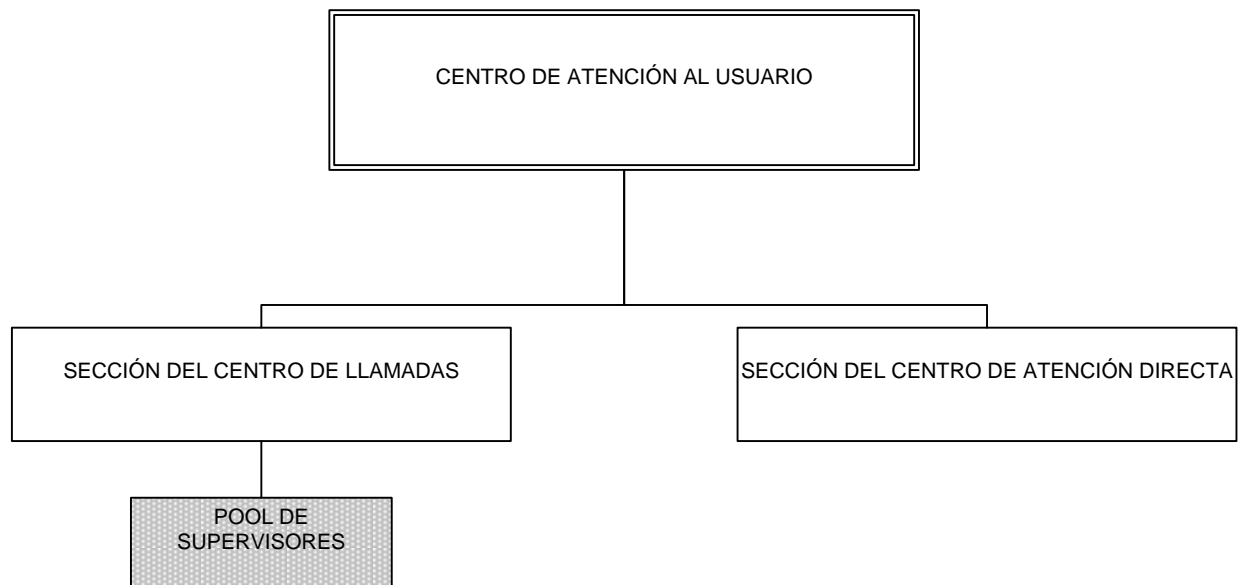 CENTRO DE ATENCIÓN AL USUARIO
SECCIÓN DEL CENTRO DE LLAMADAS
SECCIÓN DEL CENTRO DE ATENCIÓN DIRECTA
POOL DE
SUPERVISORES